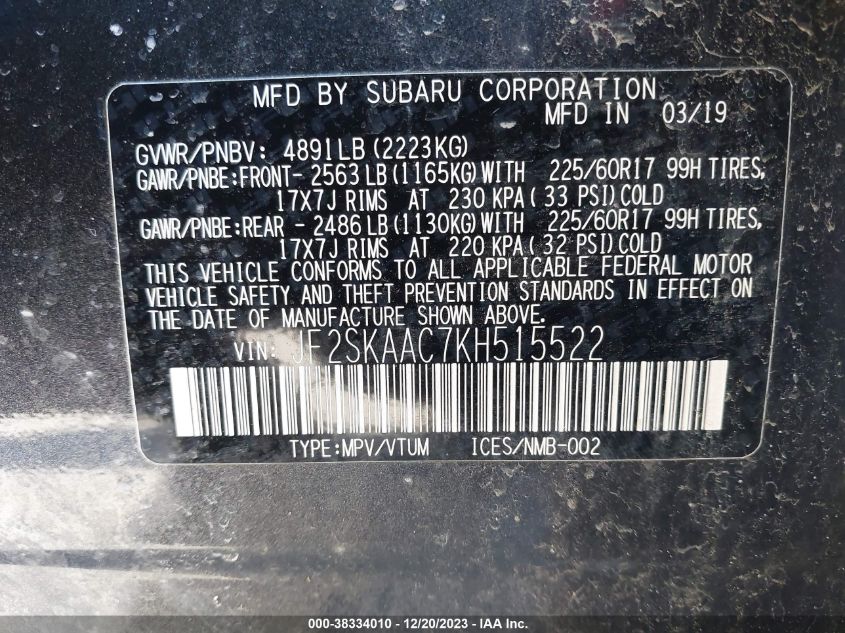 MFD BY SUBARU CORPORATION
MFD IN 03/19
GVWR/PNBV: 4891LB (2223KG)
GAWR/PNBE:FRONT- 2563 LB (1165KG) WITH 225/60R17 99H TIRES,
17X7J RIMS AT 230 KPA( 33 PSI) COLD
GAWR/PNBE:REAR - 2486 LB (1130KG) WITH 225/60R17 99H TIRES,
17X7J RIMS AT 220 KPA( 32 PSI) COLD
THIS VEHICLE CONFORMS TO ALL APPLICABLE FEDERAL MOTOR
VEHICLE SAFETY AND THEFT PREVENTION STANDARDS IN EFFECT ON
THE DATE OF MANUFACTURE SHOWN ABOVE.
VIN: JF2SKAAC7KH515522
TYPE:MPV/VTUM ICES/NMB-002
000-38334010 - 12/20/2023 - IAA Inc.